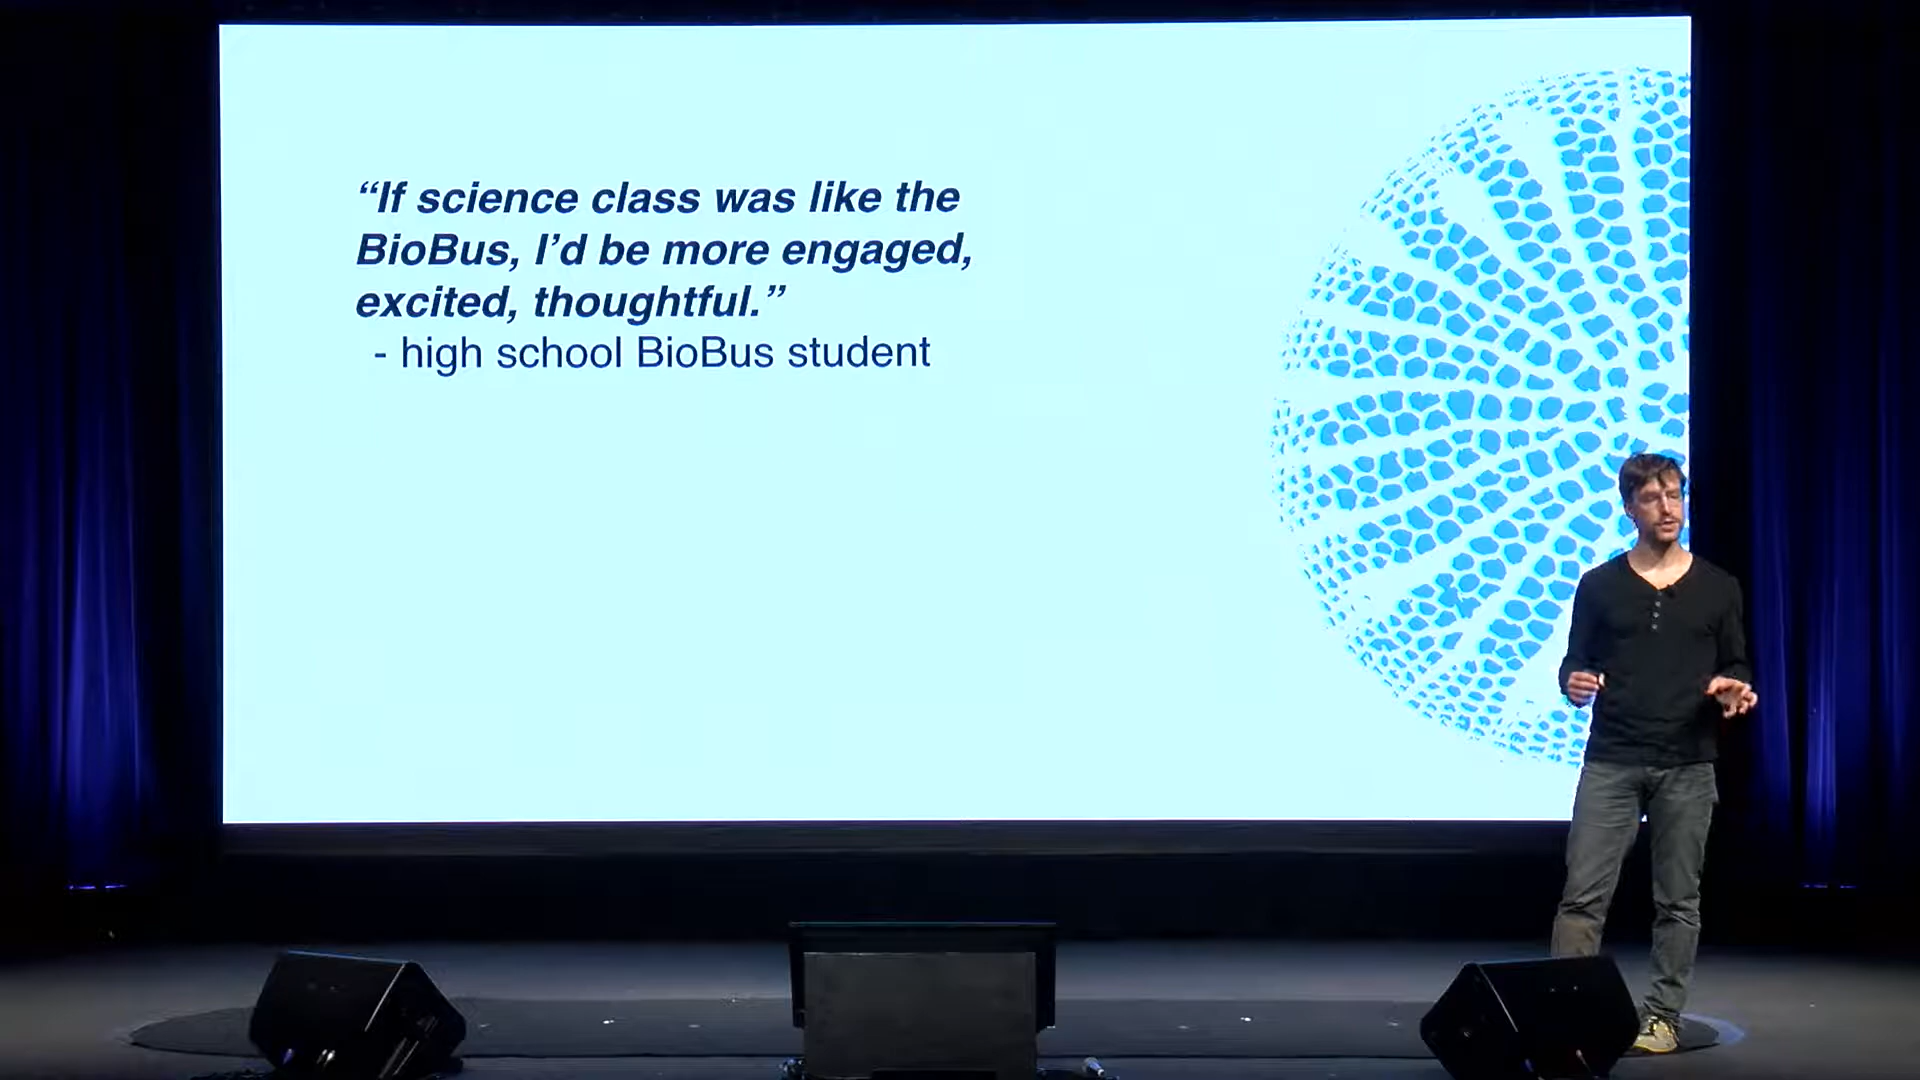 “If science class was like the
BioBus, I’d be more engaged,
excited, thoughtful.”
- high school BioBus student